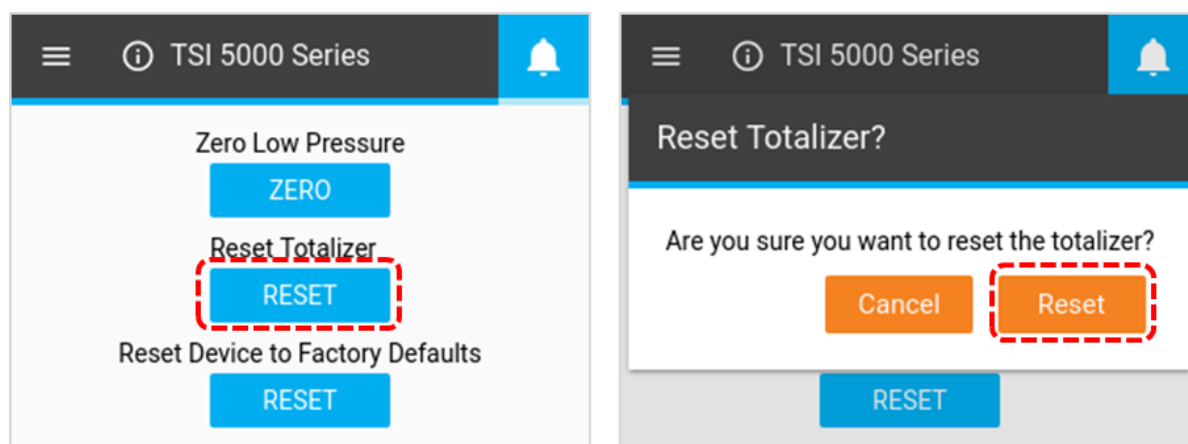 TSI 5000 Series
Zero Low Pressure
ZERO
Reset Totalizer
RESET
Reset Device to Factory Defaults
RESET
TSI 5000 Series
Reset Totalizer?
Are you sure you want to reset the totalizer?
Cancel Reset
RESET